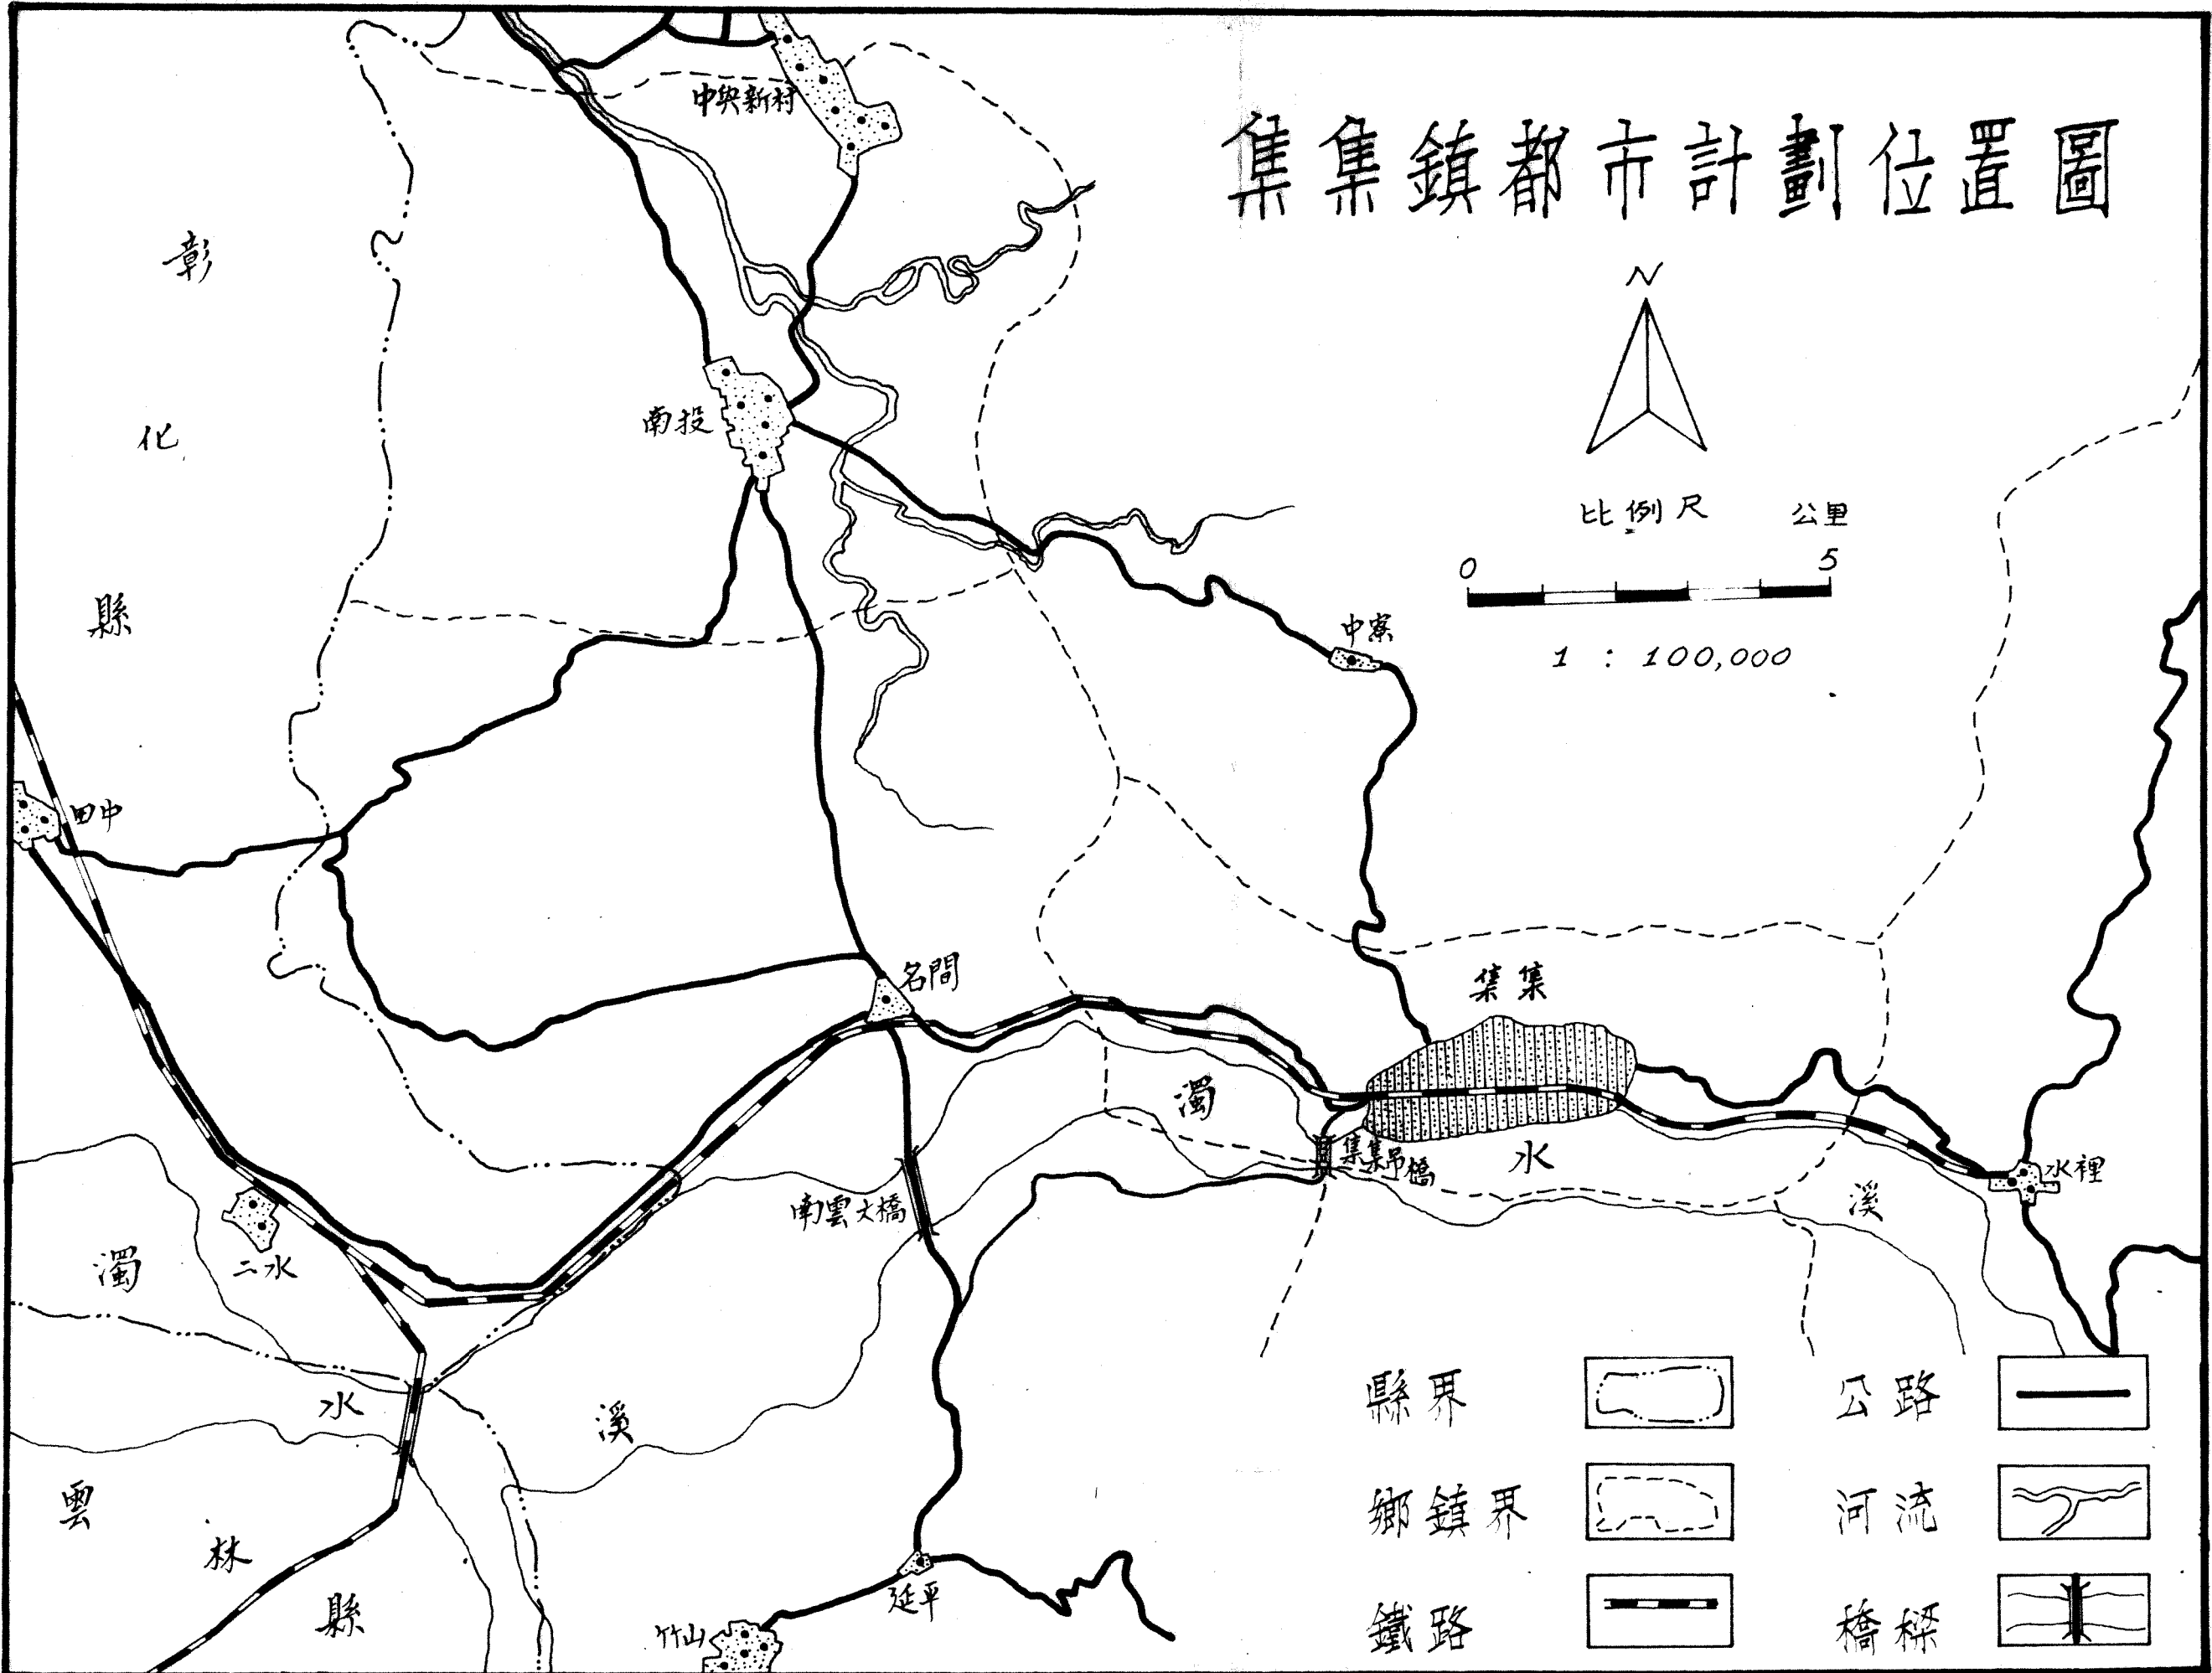 集集鎮都市計劃位置圖
N
比例尺 公里
0 5
1 : 100,000
中興新村
彰化縣
南投
中寮
田中
名間
集集
濁水溪
集集吊橋
水裡
南雲大橋
二水
濁水溪
雲林縣
延平
竹山
縣界
公路
鄉鎮界
河流
鐵路
橋樑